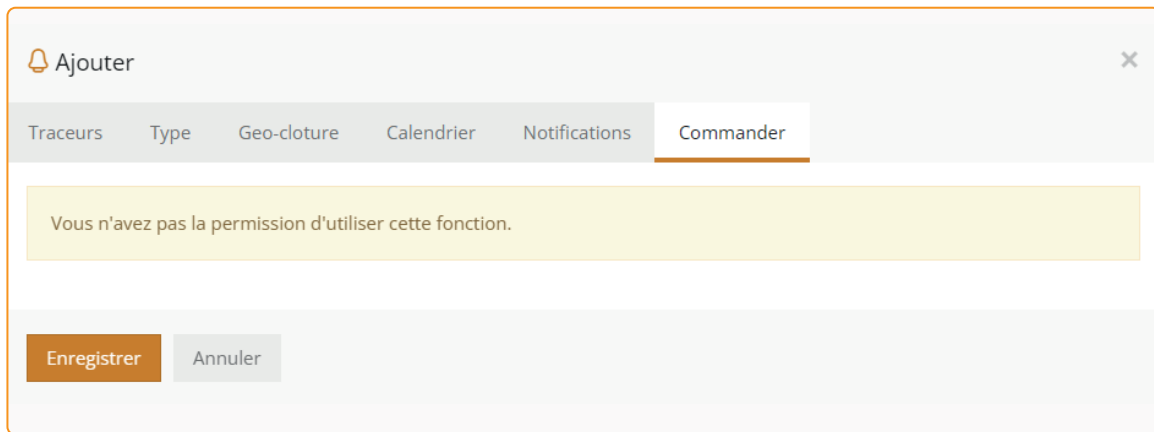 Ajouter
×
Traceurs Type Geo-cloture Calendrier Notifications Commander
Vous n'avez pas la permission d'utiliser cette fonction.
Enregistrer Annuler